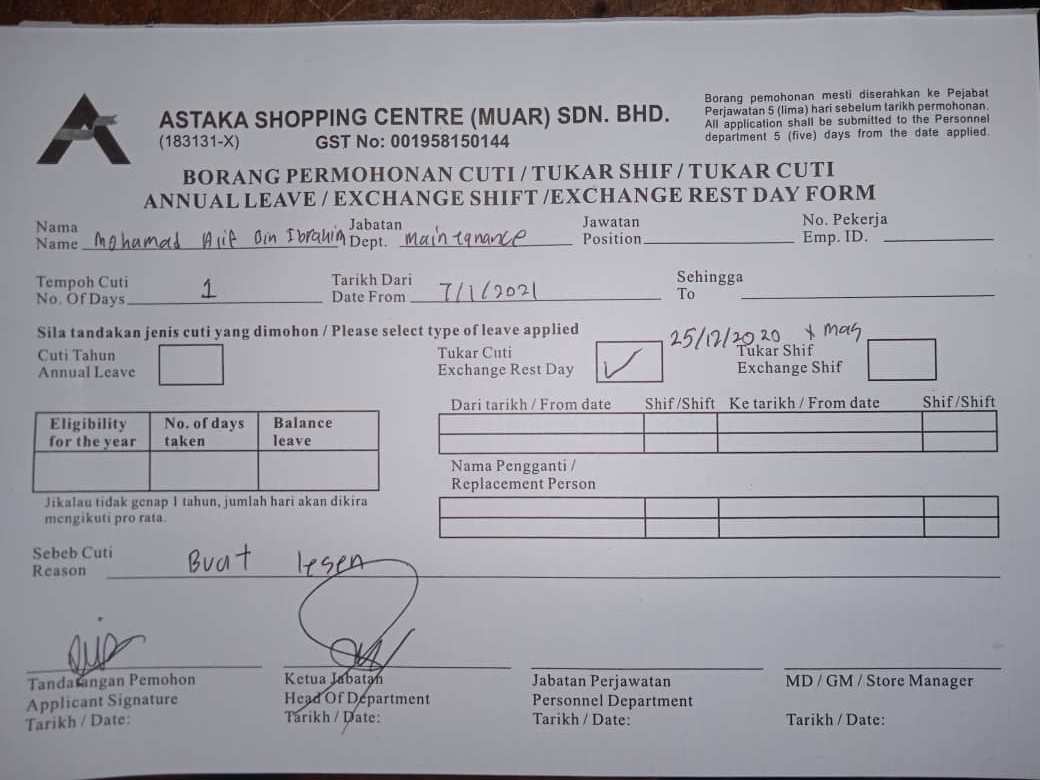 ASTAKA SHOPPING CENTRE (MUAR) SDN. BHD.
(183131-X) GST No: 001958150144
Borang pemohonan mesti diserahkan ke Pejabat
Perjawatan 5 (lima) hari sebelum tarikh permohonan.
All application shall be submitted to the Personnel
department 5 (five) days from the date applied.
BORANG PERMOHONAN CUTI / TUKAR SHIF / TUKAR CUTI
ANNUAL LEAVE / EXCHANGE SHIFT /EXCHANGE REST DAY FORM
Nama Jabatan Jawatan No. Pekerja
Name Mohamad Alif Bin Ibrahim Dept. Maintenance Position Emp. ID.
Tempoh Cuti Tarikh Dari Sehingga
No. Of Days 1 Date From 7/1/2021 To
Sila tandakan jenis cuti yang dimohon / Please select type of leave applied
25/12/2020
Cuti Tahun Tukar Cuti Tukar Shif
Annual Leave Exchange Rest Day ✓ Exchange Shif
Dari tarikh / From date Shif /Shift Ke tarikh / From date Shif /Shift
Eligibility No. of days Balance
for the year taken leave
Nama Pengganti /
Replacement Person
Jikalau tidak genap 1 tahun, jumlah hari akan dikira
mengikuti pro rata.
Sebeb Cuti
Reason Buat lesen
Tandatangan Pemohon Ketua Jabatan Jabatan Perjawatan MD / GM / Store Manager
Applicant Signature Head Of Department Personnel Department
Tarikh / Date: Tarikh / Date: Tarikh / Date: Tarikh / Date: